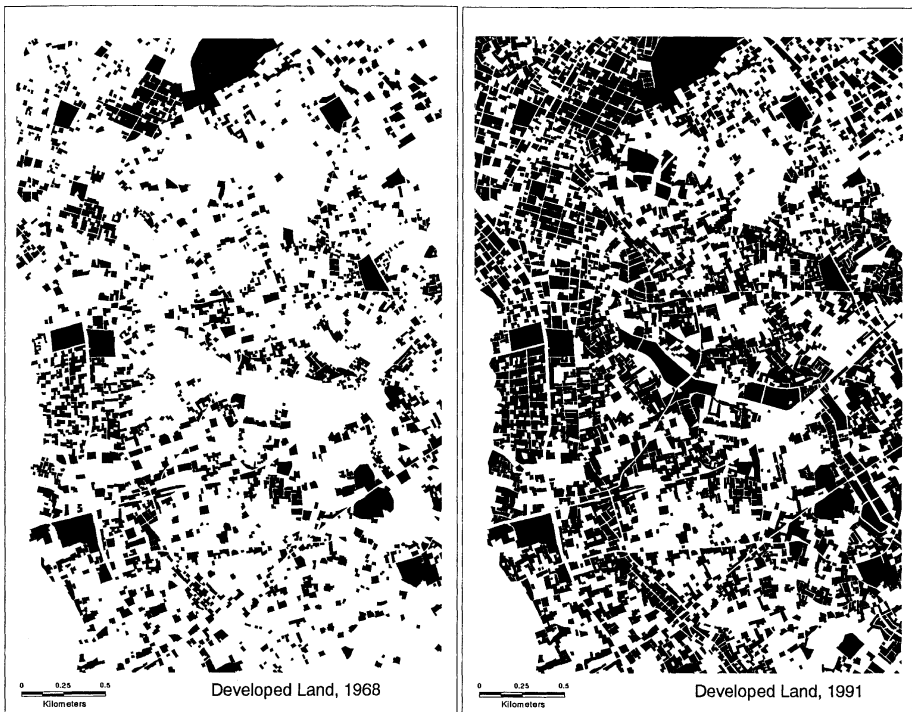 0 0.25 0.5
Kilometers
Developed Land, 1968
0 0.25 0.5
Kilometers
Developed Land, 1991